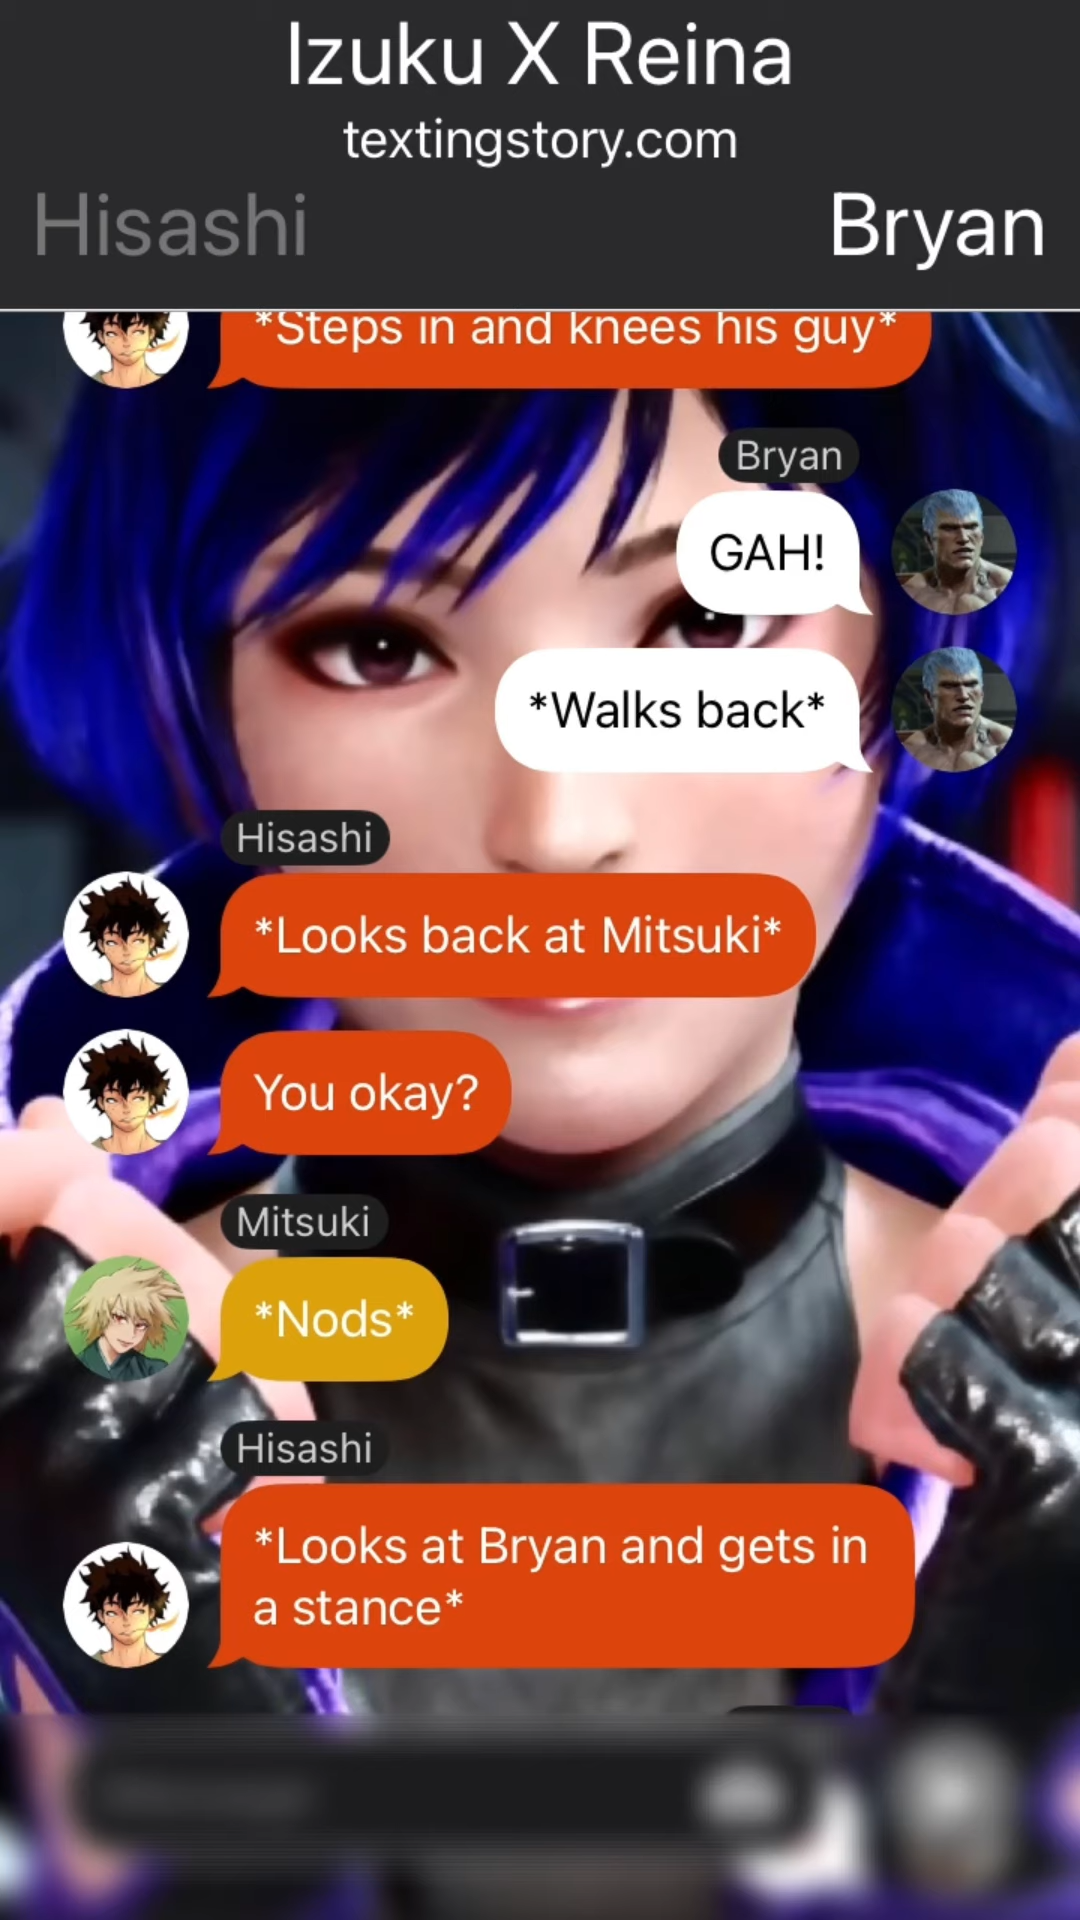 Izuku X Reina
textingstory.com
Hisashi
Bryan
*Steps in and knees his guy*
Bryan
GAH!
*Walks back*
Hisashi
*Looks back at Mitsuki*
You okay?
Mitsuki
*Nods*
Hisashi
*Looks at Bryan and gets in
a stance*